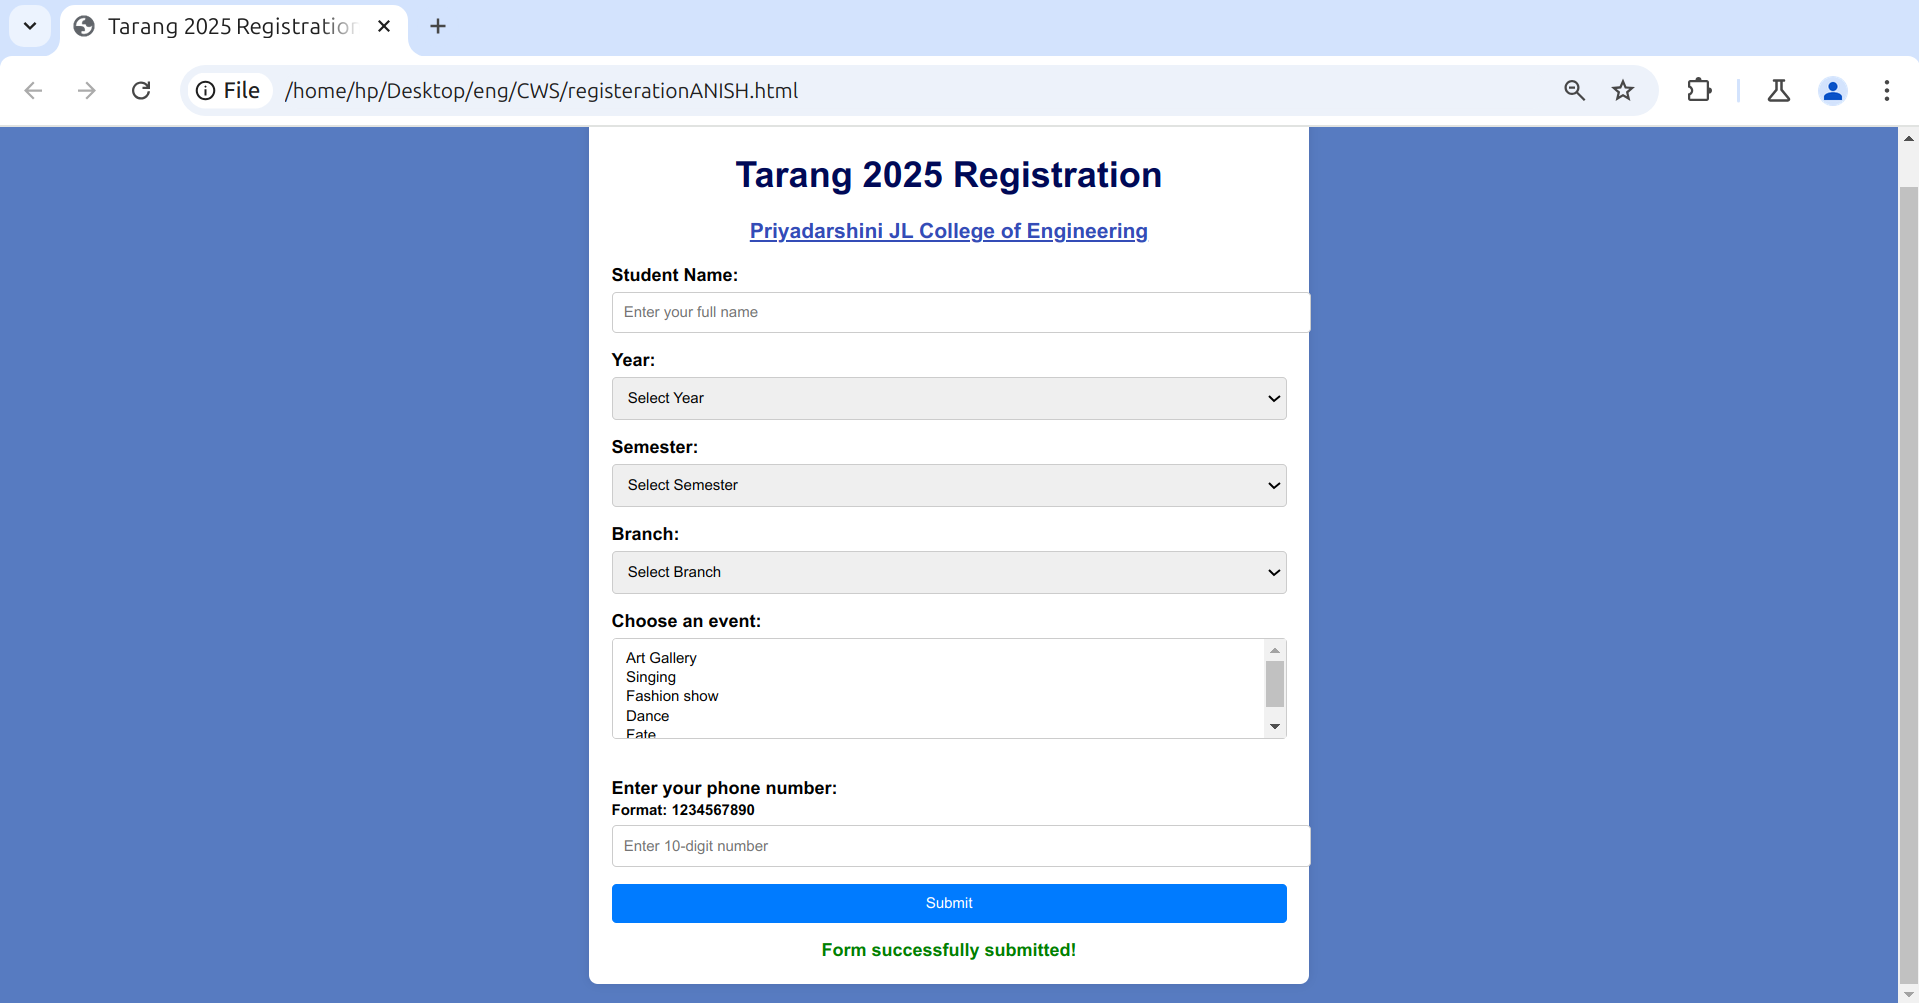 Tarang 2025 Registration
File /home/hp/Desktop/eng/CWS/registerationANISH.html
Tarang 2025 Registration
Priyadarshini JL College of Engineering
Student Name:
Enter your full name
Year:
Select Year
Semester:
Select Semester
Branch:
Select Branch
Choose an event:
Art Gallery
Singing
Fashion show
Dance
Fate
Enter your phone number:
Format: 1234567890
Enter 10-digit number
Submit
Form successfully submitted!